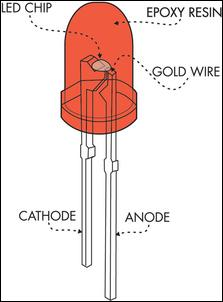 LED CHIP
EPOXY RESIN
GOLD WIRE
CATHODE
ANODE